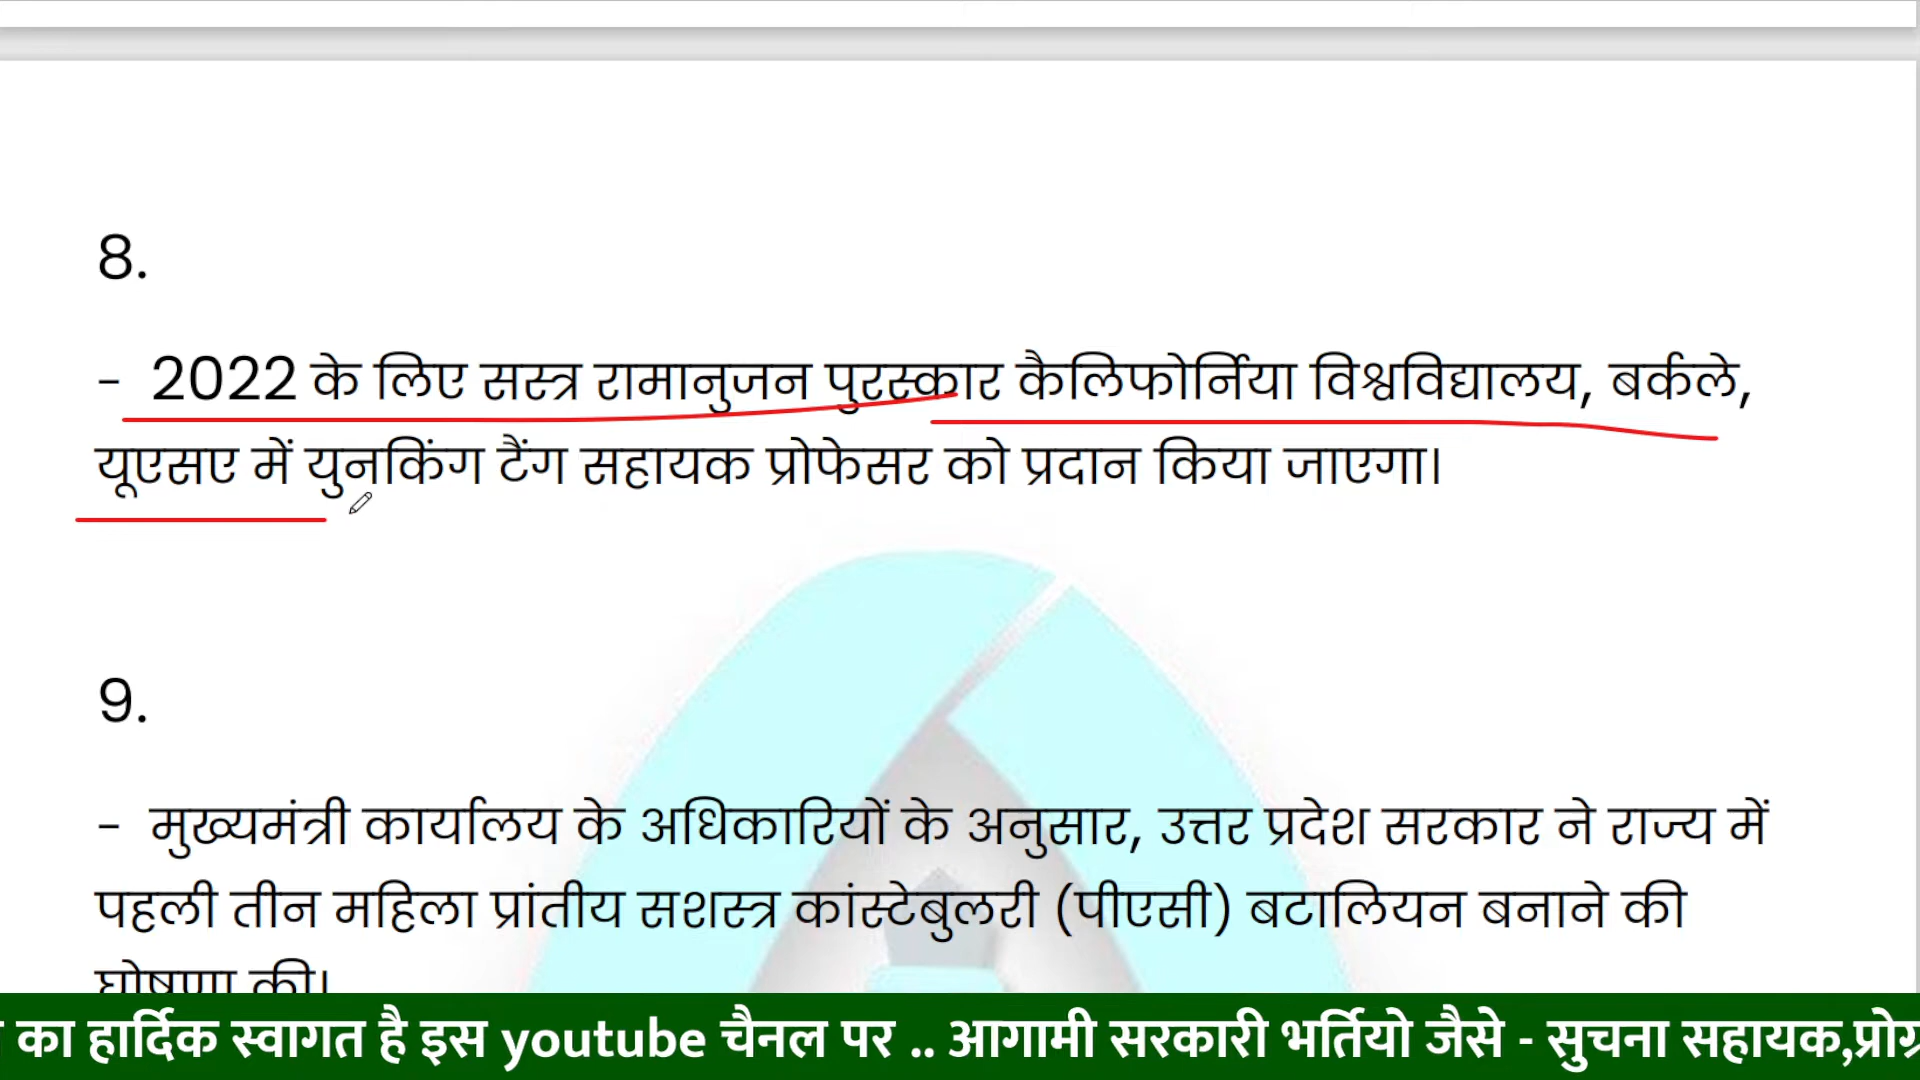 8.
- 2022 के लिए सस्त्र रामानुजन पुरस्कार कैलिफोर्निया विश्वविद्यालय, बर्कले,
यूएसए में युनकिंग टैंग सहायक प्रोफेसर को प्रदान किया जाएगा।
9.
- मुख्यमंत्री कार्यालय के अधिकारियों के अनुसार, उत्तर प्रदेश सरकार ने राज्य में
पहली तीन महिला प्रांतीय सशस्त्र कांस्टेबुलरी (पीएसी) बटालियन बनाने की
घोषणा की।
का हार्दिक स्वागत है इस youtube चैनल पर .. आगामी सरकारी भर्तियो जैसे - सुचना सहायक,